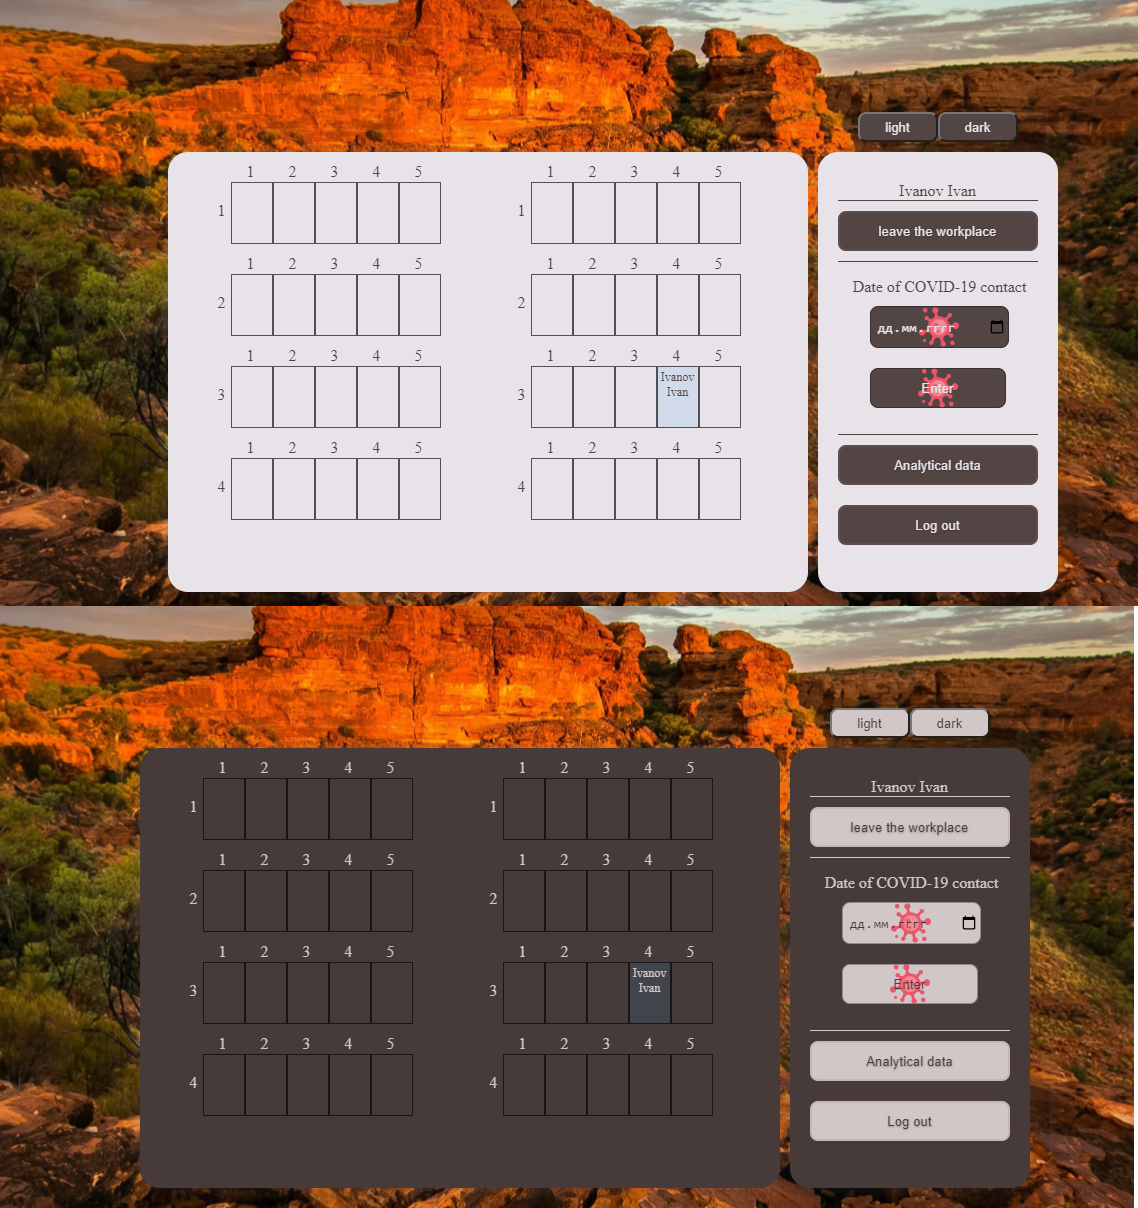 light dark
1 2 3 4 5 1 2 3 4 5
1 1
1 2 3 4 5 1 2 3 4 5
2 2
1 2 3 4 5 1 2 3 4 5
3 3
Ivanov
Ivan
1 2 3 4 5 1 2 3 4 5
4 4
Ivanov Ivan
leave the workplace
Date of COVID-19 contact
дд.мм.гггг
Enter
Analytical data
Log out
light dark
1 2 3 4 5 1 2 3 4 5
1 1
1 2 3 4 5 1 2 3 4 5
2 2
1 2 3 4 5 1 2 3 4 5
3 3
Ivanov
Ivan
1 2 3 4 5 1 2 3 4 5
4 4
Ivanov Ivan
leave the workplace
Date of COVID-19 contact
дд.мм.гггг
Enter
Analytical data
Log out